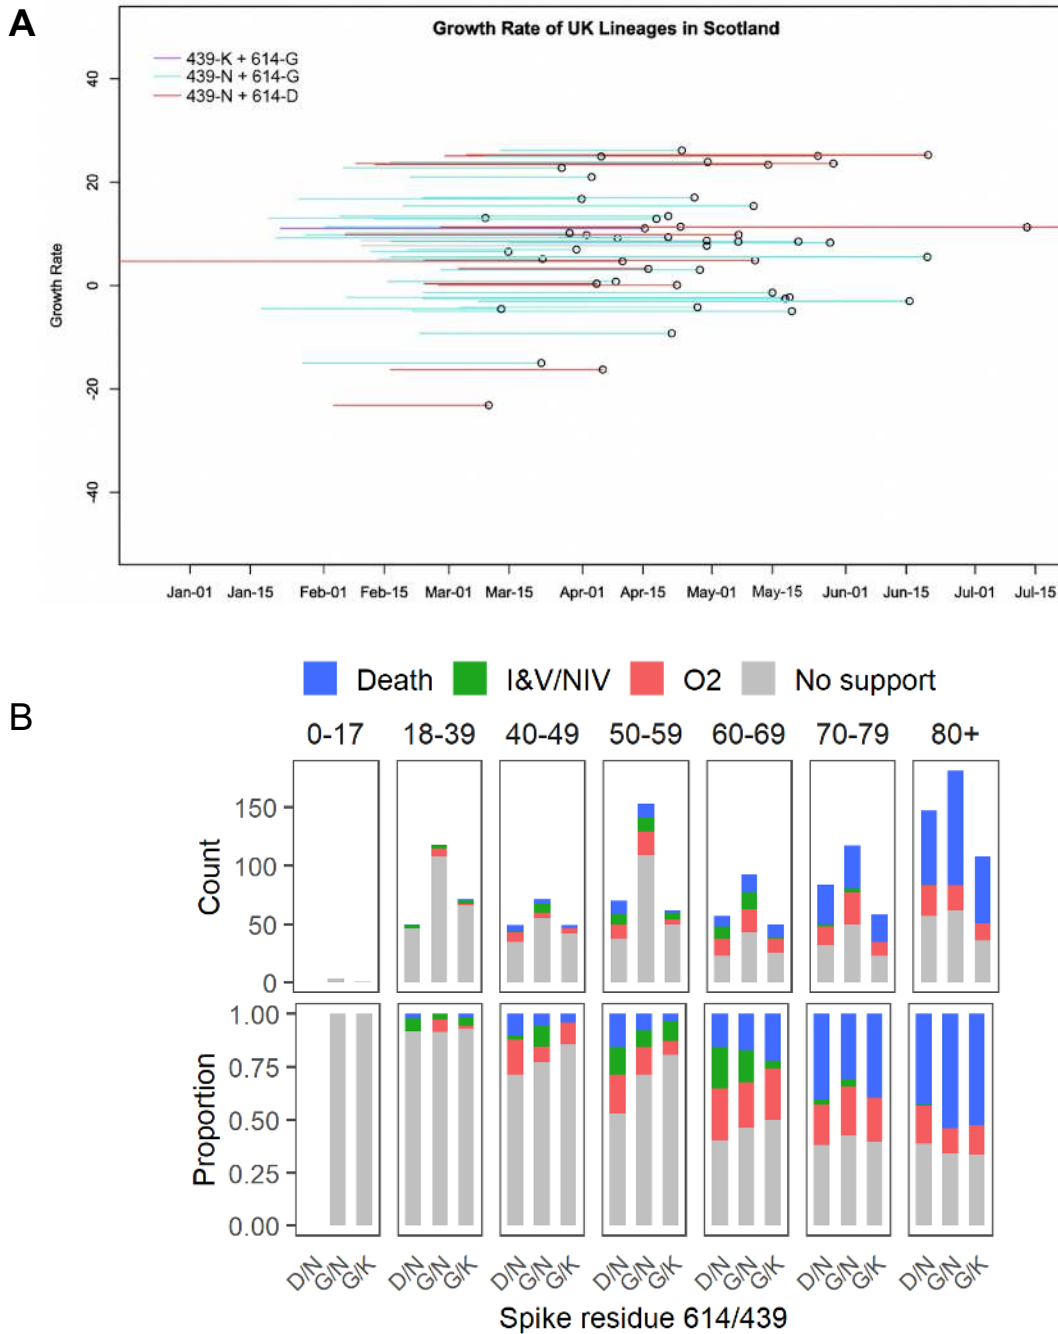 A
Growth Rate of UK Lineages in Scotland
439-K + 614-G
439-N + 614-G
439-N + 614-D
40
20
0
-20
-40
Growth Rate
Jan-01 Jan-15 Feb-01 Feb-15 Mar-01 Mar-15 Apr-01 Apr-15 May-01 May-15 Jun-01 Jun-15 Jul-01 Jul-15
Death I&V/NIV O2 No support
B
0-17 18-39 40-49 50-59 60-69 70-79 80+
150
100
50
0
Count
1.00
0.75
0.50
0.25
0.00
Proportion
D/N G/N G/K D/N G/N G/K D/N G/N G/K D/N G/N G/K D/N G/N G/K D/N G/N G/K D/N G/N G/K
Spike residue 614/439